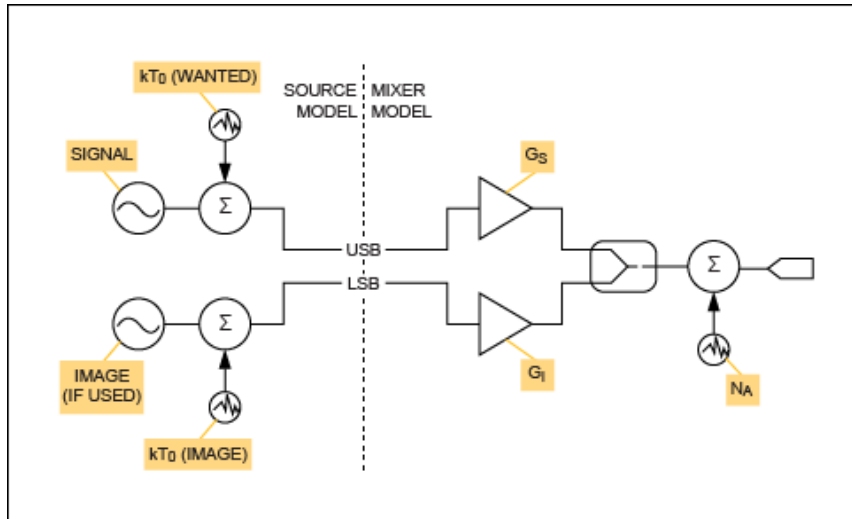 kT0 (WANTED)
SOURCE MODEL
MIXER MODEL
SIGNAL
Σ
GS
USB
LSB
Σ
IMAGE
(IF USED)
Σ
GI
NA
kT0 (IMAGE)